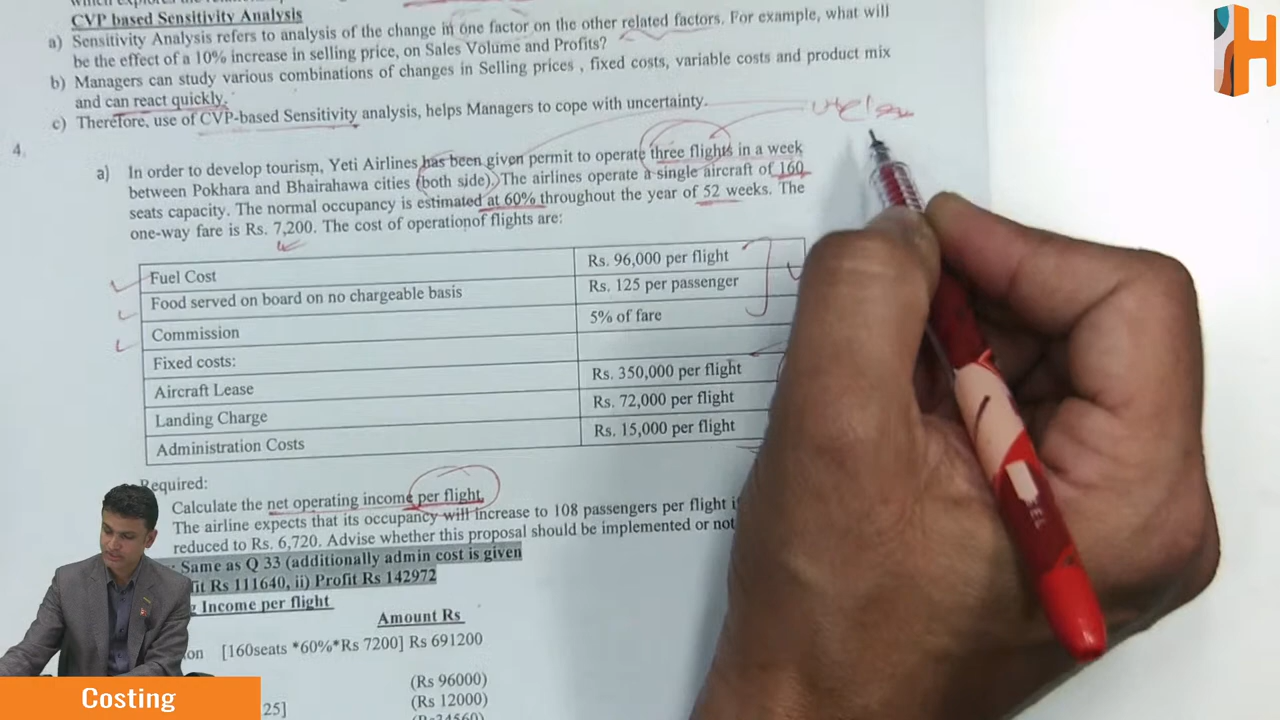 CVP based Sensitivity Analysis
a) Sensitivity Analysis refers to analysis of the change in one factor on the other related factors. For example, what will
be the effect of a 10% increase in selling price, on Sales Volume and Profits?
b) Managers can study various combinations of changes in Selling prices , fixed costs, variable costs and product mix
and can react quickly.
c) Therefore, use of CVP-based Sensitivity analysis, helps Managers to cope with uncertainty.
4.
a) In order to develop tourism, Yeti Airlines has been given permit to operate three flights in a week
between Pokhara and Bhairahawa cities (both side). The airlines operate a single aircraft of 160
seats capacity. The normal occupancy is estimated at 60% throughout the year of 52 weeks. The
one-way fare is Rs. 7,200. The cost of operationof flights are:
Fuel Cost Rs. 96,000 per flight
Food served on board on no chargeable basis Rs. 125 per passenger
Commission 5% of fare
Fixed costs:
Aircraft Lease Rs. 350,000 per flight
Landing Charge Rs. 72,000 per flight
Administration Costs Rs. 15,000 per flight
Required:
Calculate the net operating income per flight.
The airline expects that its occupancy will increase to 108 passengers per flight
reduced to Rs. 6,720. Advise whether this proposal should be implemented or not
Same as Q 33 (additionally admin cost is given
Rs 111640, ii) Profit Rs 142972
Income per flight
Amount Rs
[160seats *60%*Rs 7200] Rs 691200
(Rs 96000)
25] (Rs 12000)
(Rs34560)
H
Costing